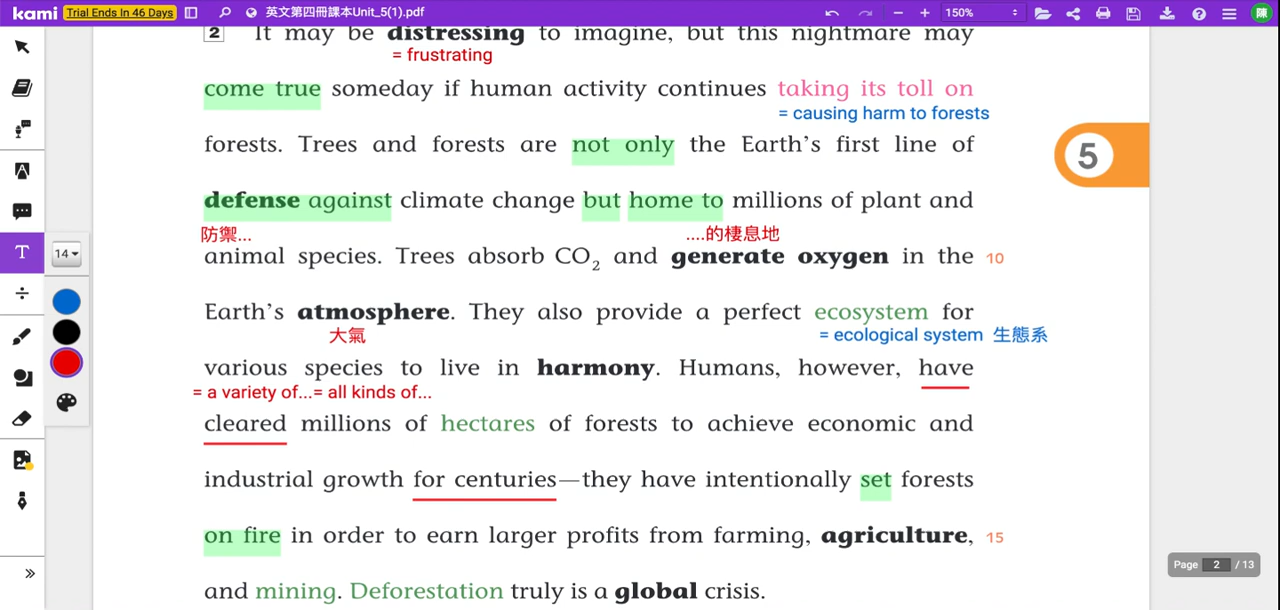 kami Trial Ends In 46 Days 英文第四冊課本Unit_5(1).pdf 150% 陳
2 It may be distressing to imagine, but this nightmare may
= frustrating
come true someday if human activity continues taking its toll on
= causing harm to forests
forests. Trees and forests are not only the Earth's first line of
5
defense against climate change but home to millions of plant and
防禦... ....的棲息地
animal species. Trees absorb CO₂ and generate oxygen in the 10
14
Earth's atmosphere. They also provide a perfect ecosystem for
大氣 = ecological system 生態系
various species to live in harmony. Humans, however, have
= a variety of...= all kinds of...
cleared millions of hectares of forests to achieve economic and
industrial growth for centuries—they have intentionally set forests
on fire in order to earn larger profits from farming, agriculture, 15
Page 2 / 13
and mining. Deforestation truly is a global crisis.